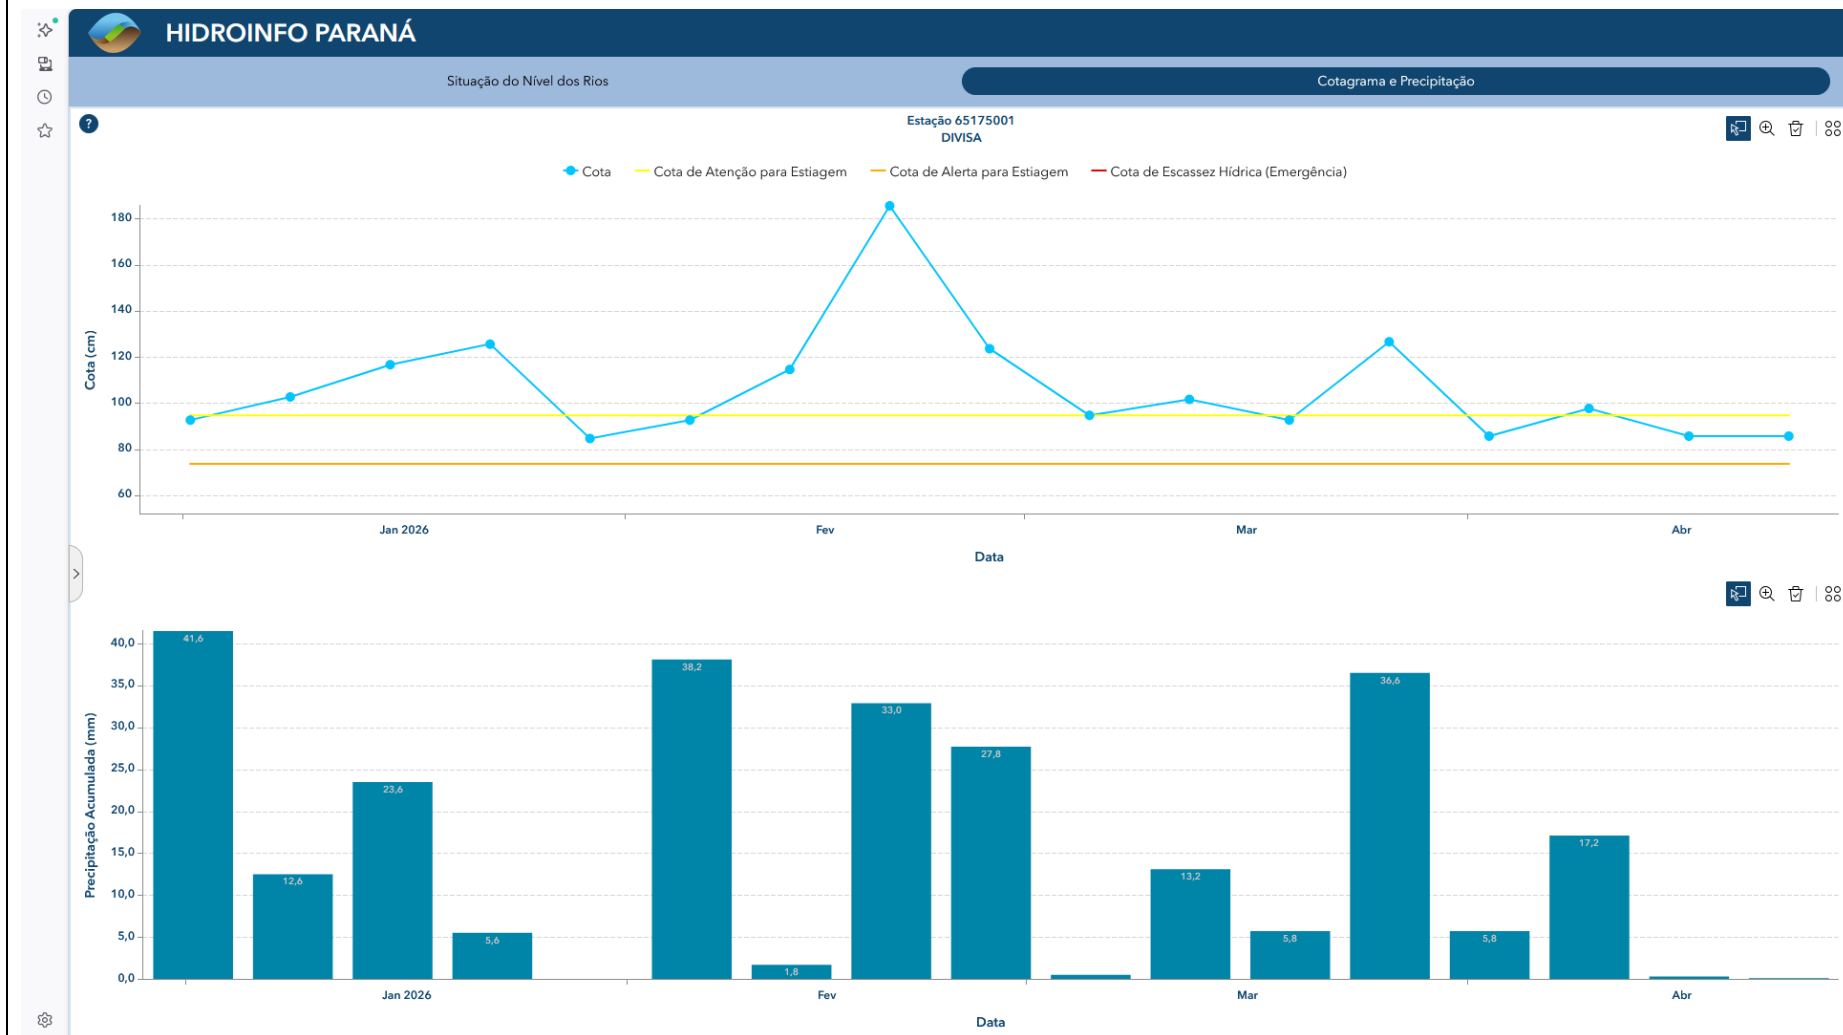 HIDROINFO PARANÁ
Situação do Nível dos Rios
Cotagrama e Precipitação
?
Estação 65175001
DIVISA
Cota
Cota de Atenção para Estiagem
Cota de Alerta para Estiagem
Cota de Escassez Hídrica (Emergência)
Cota (cm)
180
160
140
120
100
80
60
Jan 2026
Fev
Mar
Abr
Data
Precipitação Acumulada (mm)
40,0
35,0
30,0
25,0
20,0
15,0
10,0
5,0
0,0
41,6
12,6
23,6
5,6
38,2
1,8
33,0
27,8
13,2
5,8
36,6
5,8
17,2
Jan 2026
Fev
Mar
Abr
Data